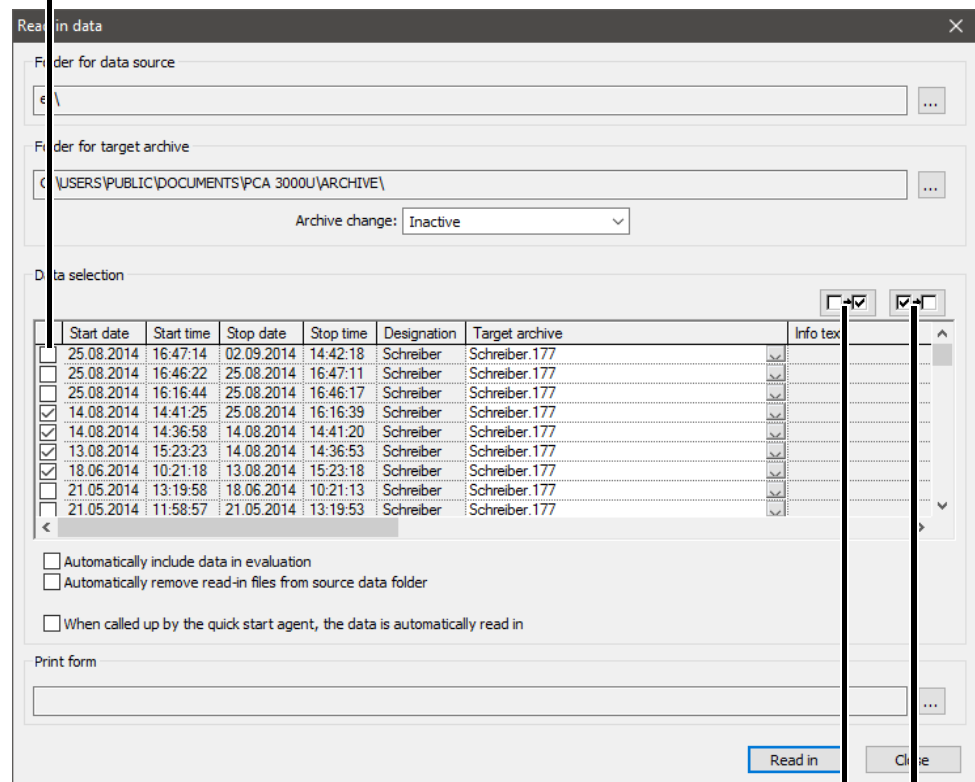 Read in data
Folder for data source
e:\
...
Folder for target archive
C:\USERS\PUBLIC\DOCUMENTS\PCA 3000U\ARCHIVE\
...
Archive change: Inactive
Data selection
Start date Start time Stop date Stop time Designation Target archive Info text
25.08.2014 16:47:14 02.09.2014 14:42:18 Schreiber Schreiber.177
25.08.2014 16:46:22 25.08.2014 16:47:11 Schreiber Schreiber.177
25.08.2014 16:16:44 25.08.2014 16:46:17 Schreiber Schreiber.177
14.08.2014 14:41:25 25.08.2014 16:16:39 Schreiber Schreiber.177
14.08.2014 14:36:58 14.08.2014 14:41:20 Schreiber Schreiber.177
13.08.2014 15:23:23 14.08.2014 14:36:53 Schreiber Schreiber.177
18.06.2014 10:21:18 13.08.2014 15:23:18 Schreiber Schreiber.177
21.05.2014 13:19:58 18.06.2014 10:21:13 Schreiber Schreiber.177
21.05.2014 11:58:57 21.05.2014 13:19:53 Schreiber Schreiber.177
Automatically include data in evaluation
Automatically remove read-in files from source data folder
When called up by the quick start agent, the data is automatically read in
Print form
...
Read in Close